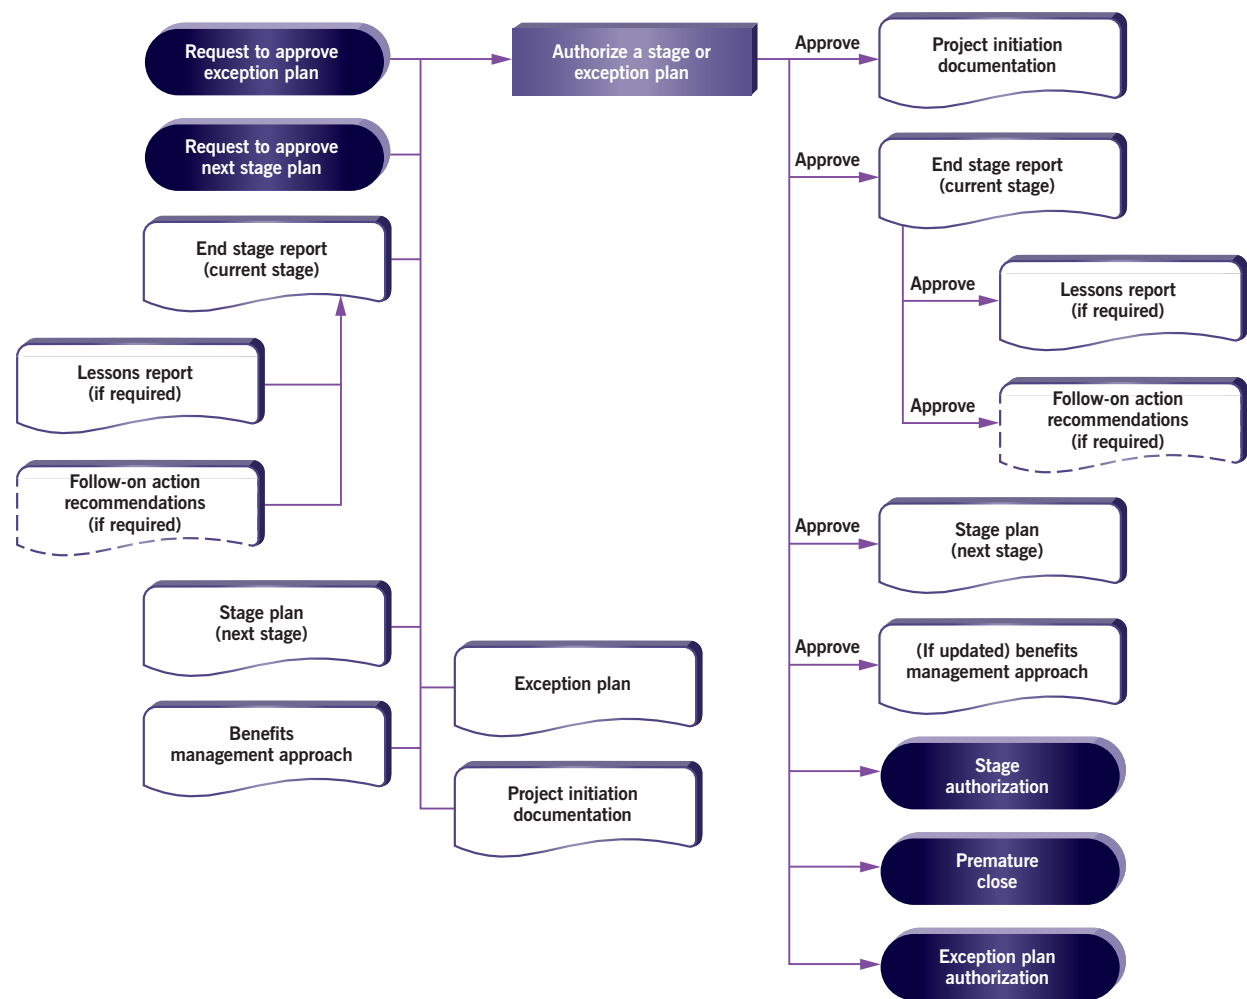 Request to approve
exception plan
Request to approve
next stage plan
End stage report
(current stage)
Lessons report
(if required)
Follow-on action
recommendations
(if required)
Stage plan
(next stage)
Benefits
management approach
Exception plan
Project initiation
documentation
Authorize a stage or
exception plan
Approve
Project initiation
documentation
Approve
End stage report
(current stage)
Approve
Lessons report
(if required)
Approve
Follow-on action
recommendations
(if required)
Approve
Stage plan
(next stage)
Approve
(If updated) benefits
management approach
Stage
authorization
Premature
close
Exception plan
authorization